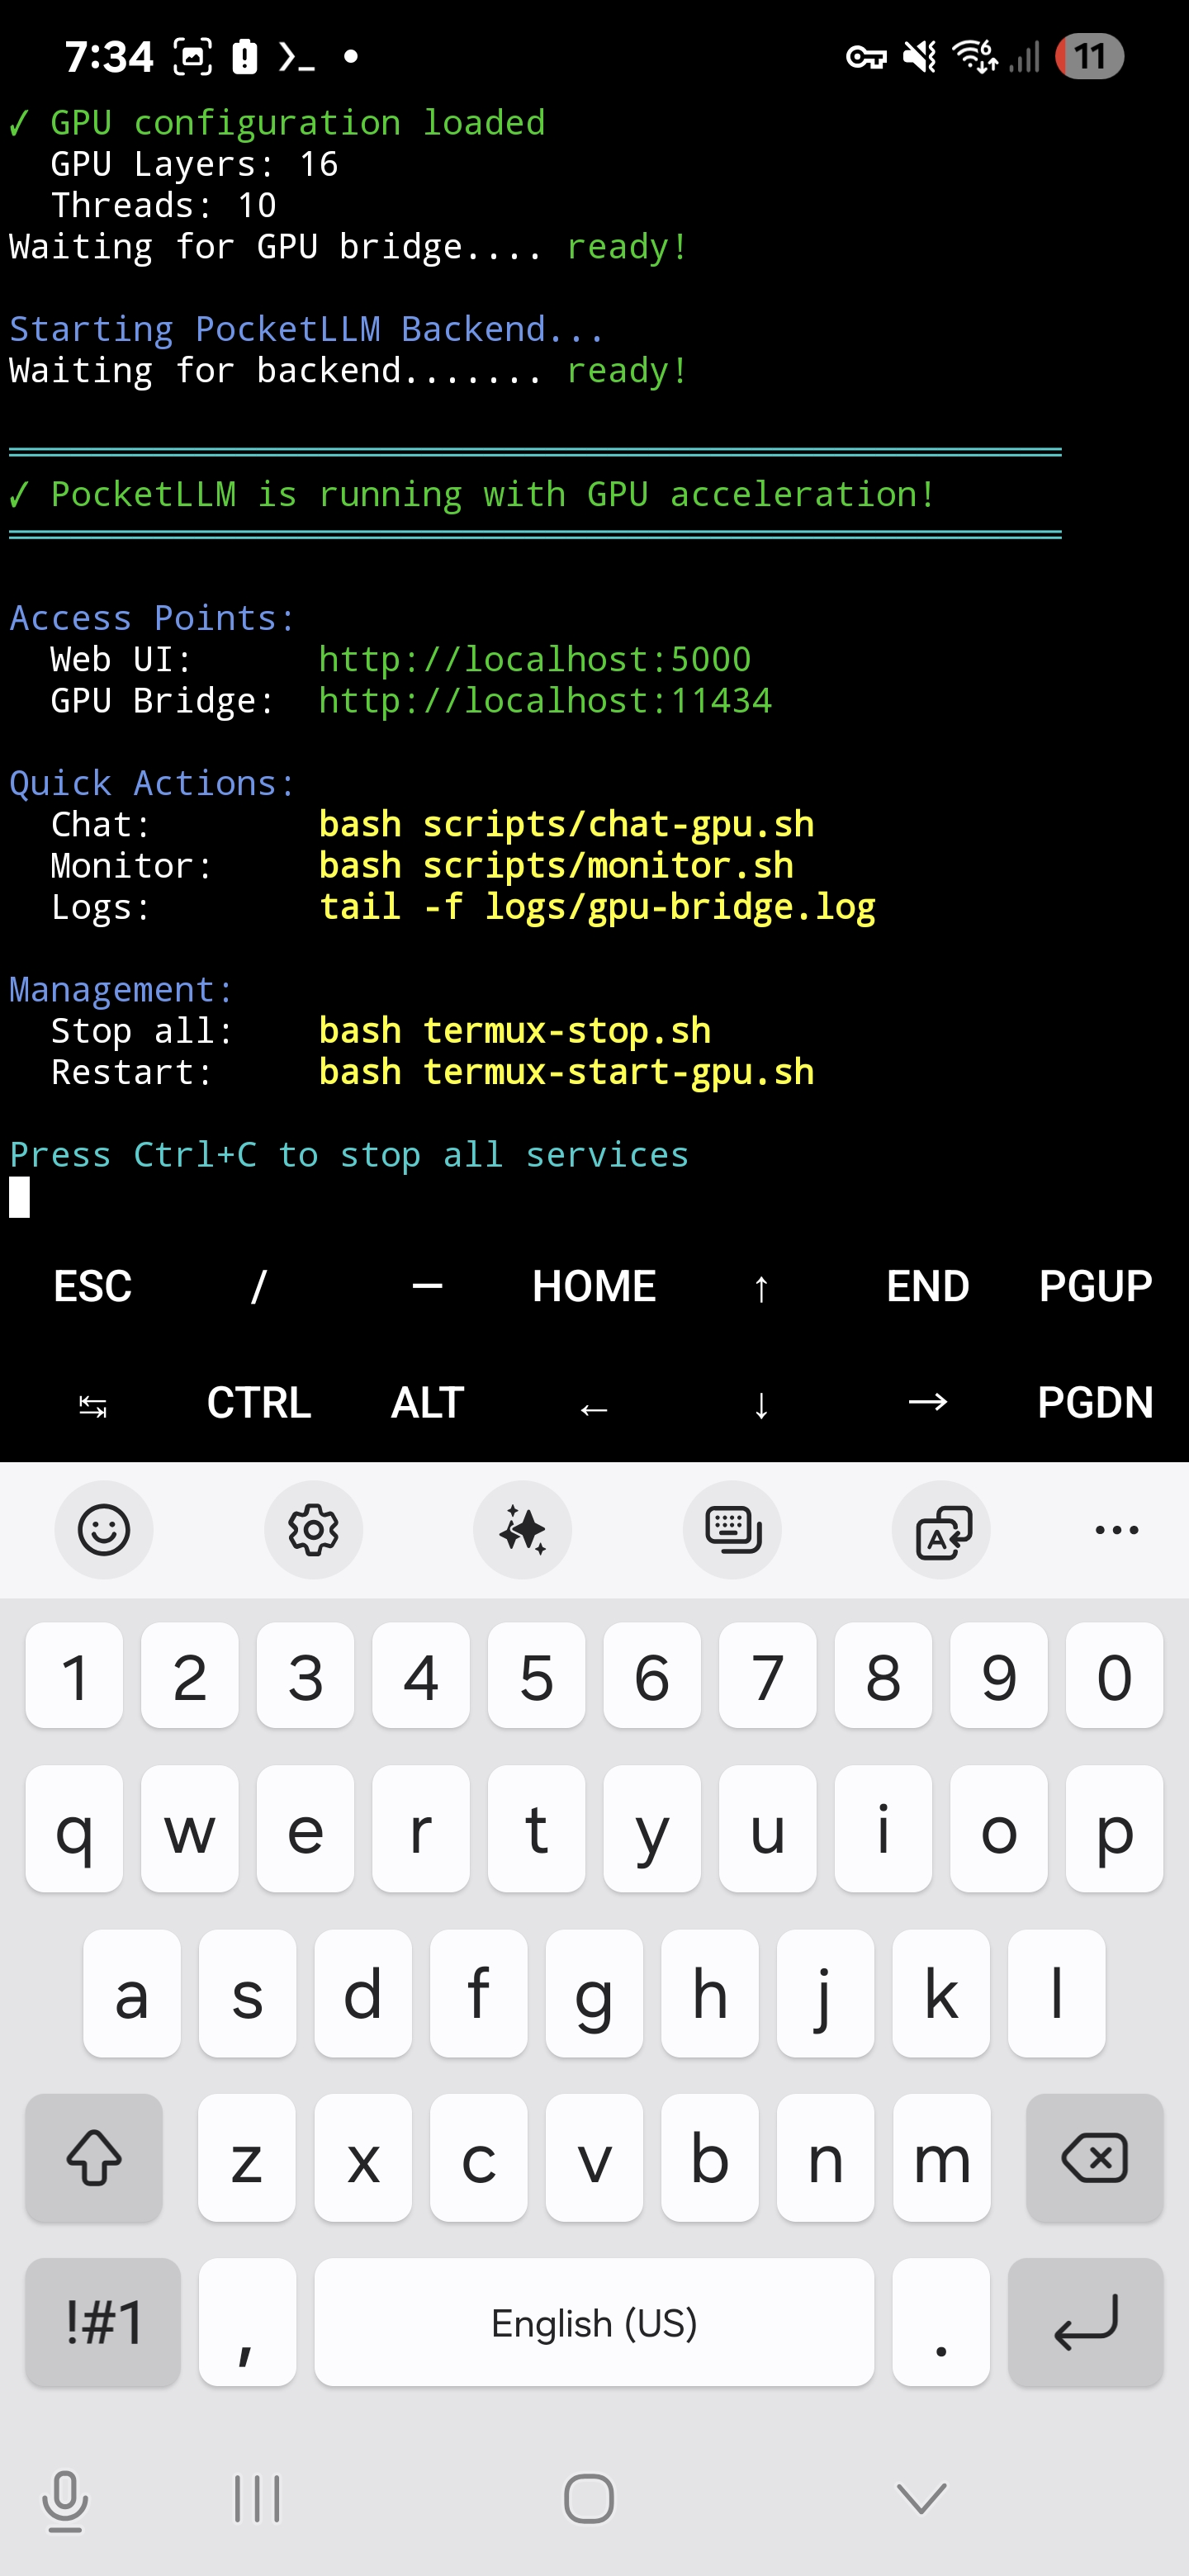 7:34
6
11
✓ GPU configuration loaded
GPU Layers: 16
Threads: 10
Waiting for GPU bridge.... ready!
Starting PocketLLM Backend...
Waiting for backend....... ready!
✓ PocketLLM is running with GPU acceleration!
Access Points:
Web UI: http://localhost:5000
GPU Bridge: http://localhost:11434
Quick Actions:
Chat: bash scripts/chat-gpu.sh
Monitor: bash scripts/monitor.sh
Logs: tail -f logs/gpu-bridge.log
Management:
Stop all: bash termux-stop.sh
Restart: bash termux-start-gpu.sh
Press Ctrl+C to stop all services
ESC / — HOME ↑ END PGUP
↹ CTRL ALT ← ↓ → PGDN
A
1 2 3 4 5 6 7 8 9 0
q w e r t y u i o p
a s d f g h j k l
z x c v b n m
!#1 , English (US) .